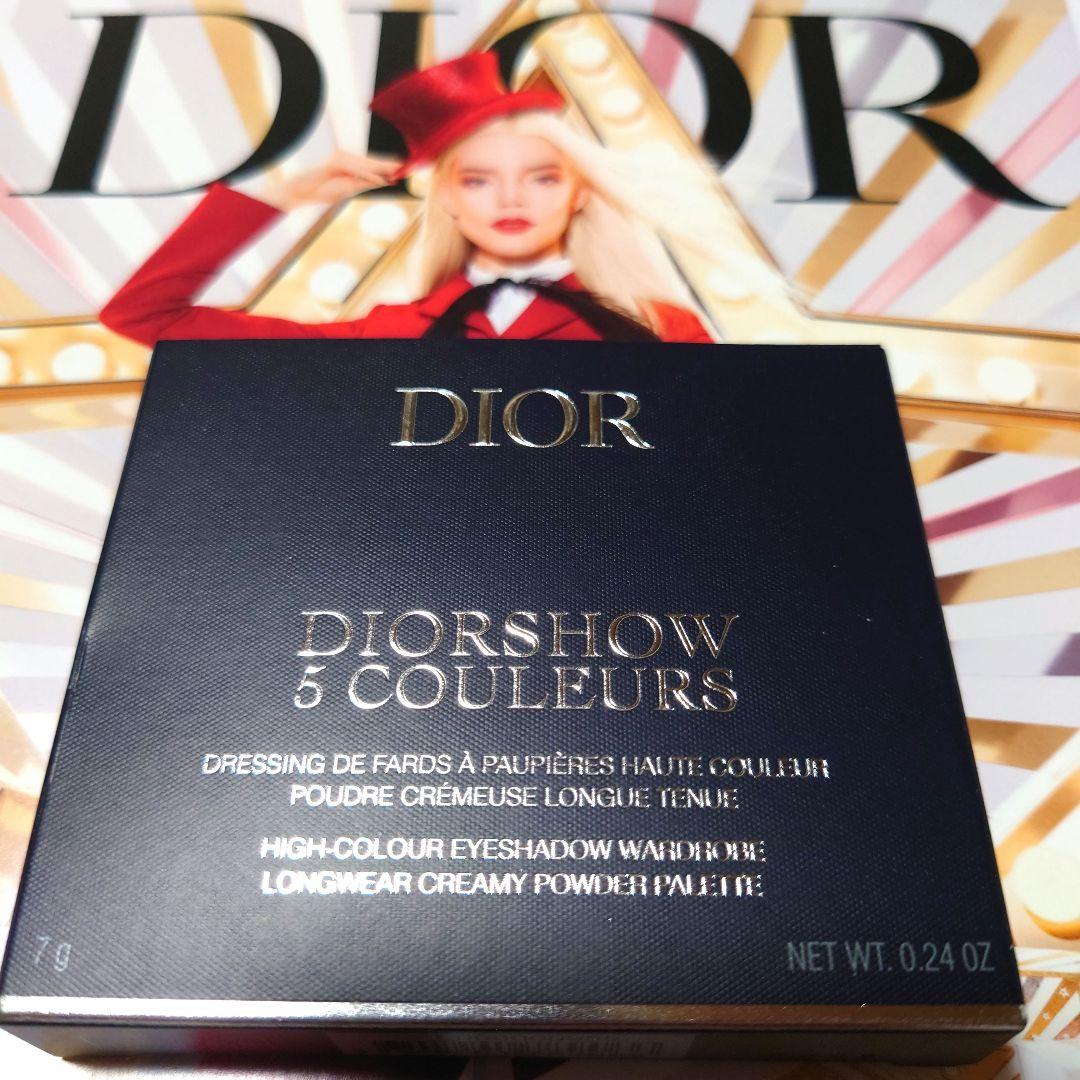 DIOR
DIOR
DIORSHOW
5 COULEURS
DRESSING DE FARDS À PAUPIÈRES HAUTE COULEUR
POUDRE CRÉMEUSE LONGUE TENUE
HIGH-COLOUR EYESHADOW WARDROBE
LONGWEAR CREAMY POWDER PALETTE
7 g
NET WT. 0.24 OZ